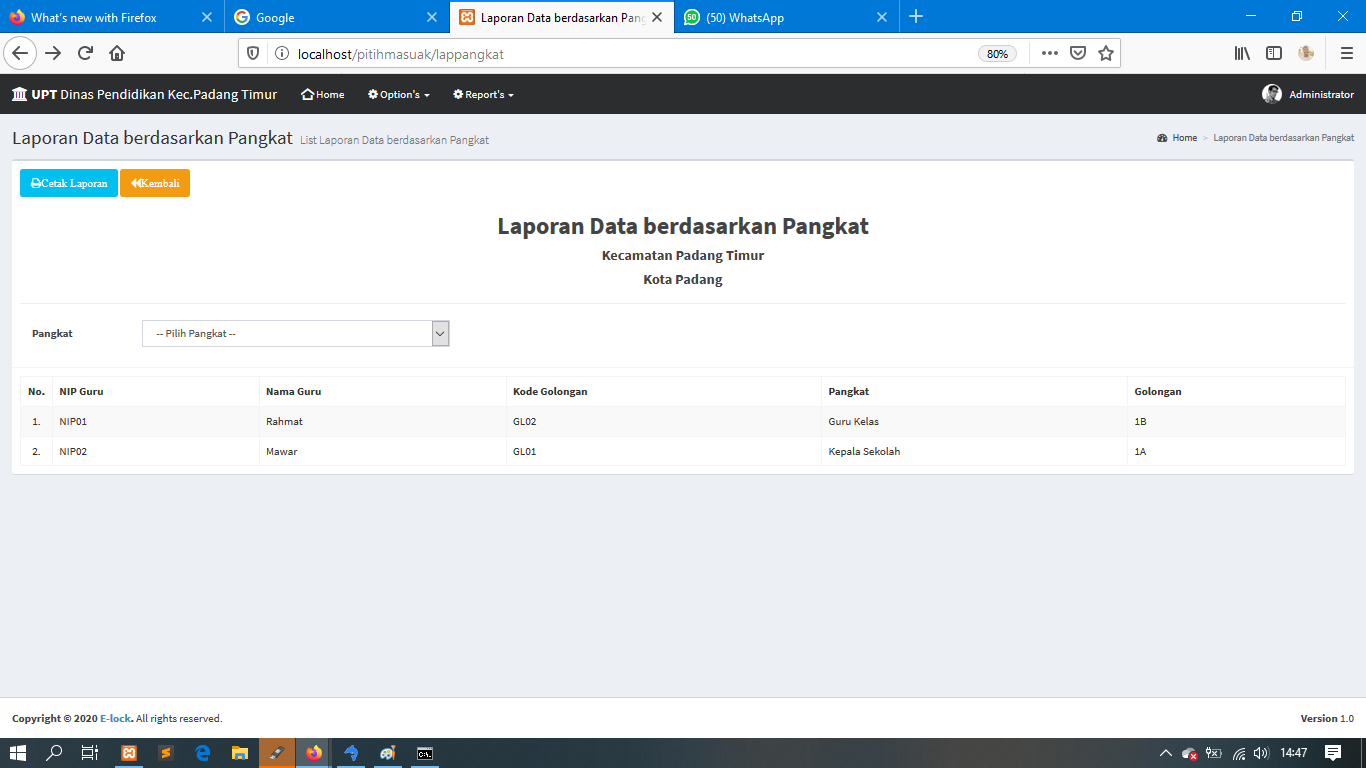 What's new with Firefox
Google
Laporan Data berdasarkan Pang
50 (50) WhatsApp
localhost/pitihmasuak/lappangkat
80%
UPT Dinas Pendidikan Kec.Padang Timur
Home
Option's
Report's
Administrator
Laporan Data berdasarkan Pangkat List Laporan Data berdasarkan Pangkat
Home > Laporan Data berdasarkan Pangkat
Cetak Laporan
Kembali
Laporan Data berdasarkan Pangkat
Kecamatan Padang Timur
Kota Padang
Pangkat
-- Pilih Pangkat --
No. NIP Guru Nama Guru Kode Golongan Pangkat Golongan
1. NIP01 Rahmat GL02 Guru Kelas 1B
2. NIP02 Mawar GL01 Kepala Sekolah 1A
Copyright © 2020 E-lock. All rights reserved.
Version 1.0
14:47